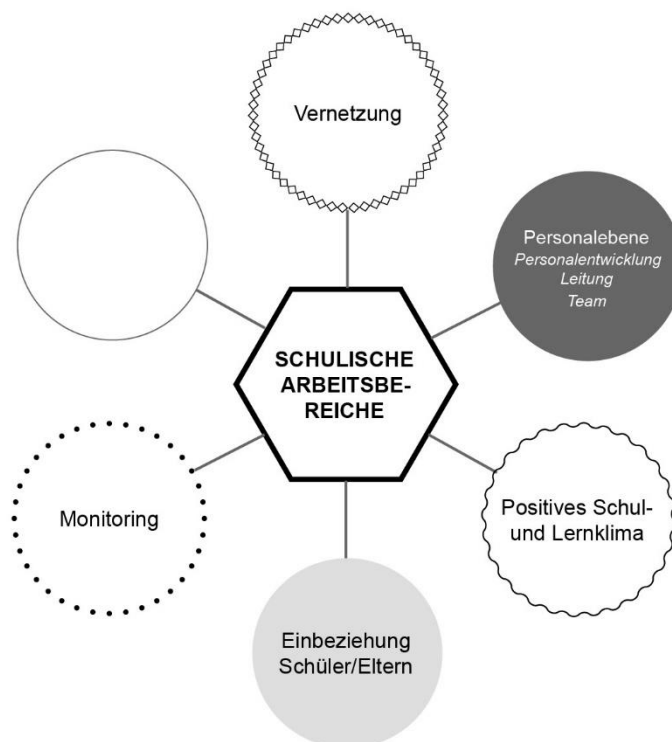 Vernetzung
Personalebene
Personalentwicklung
Leitung
Team
SCHULISCHE
ARBEITSBE-
REICHE
Monitoring
Positives Schul-
und Lernklima
Einbeziehung
Schüler/Eltern